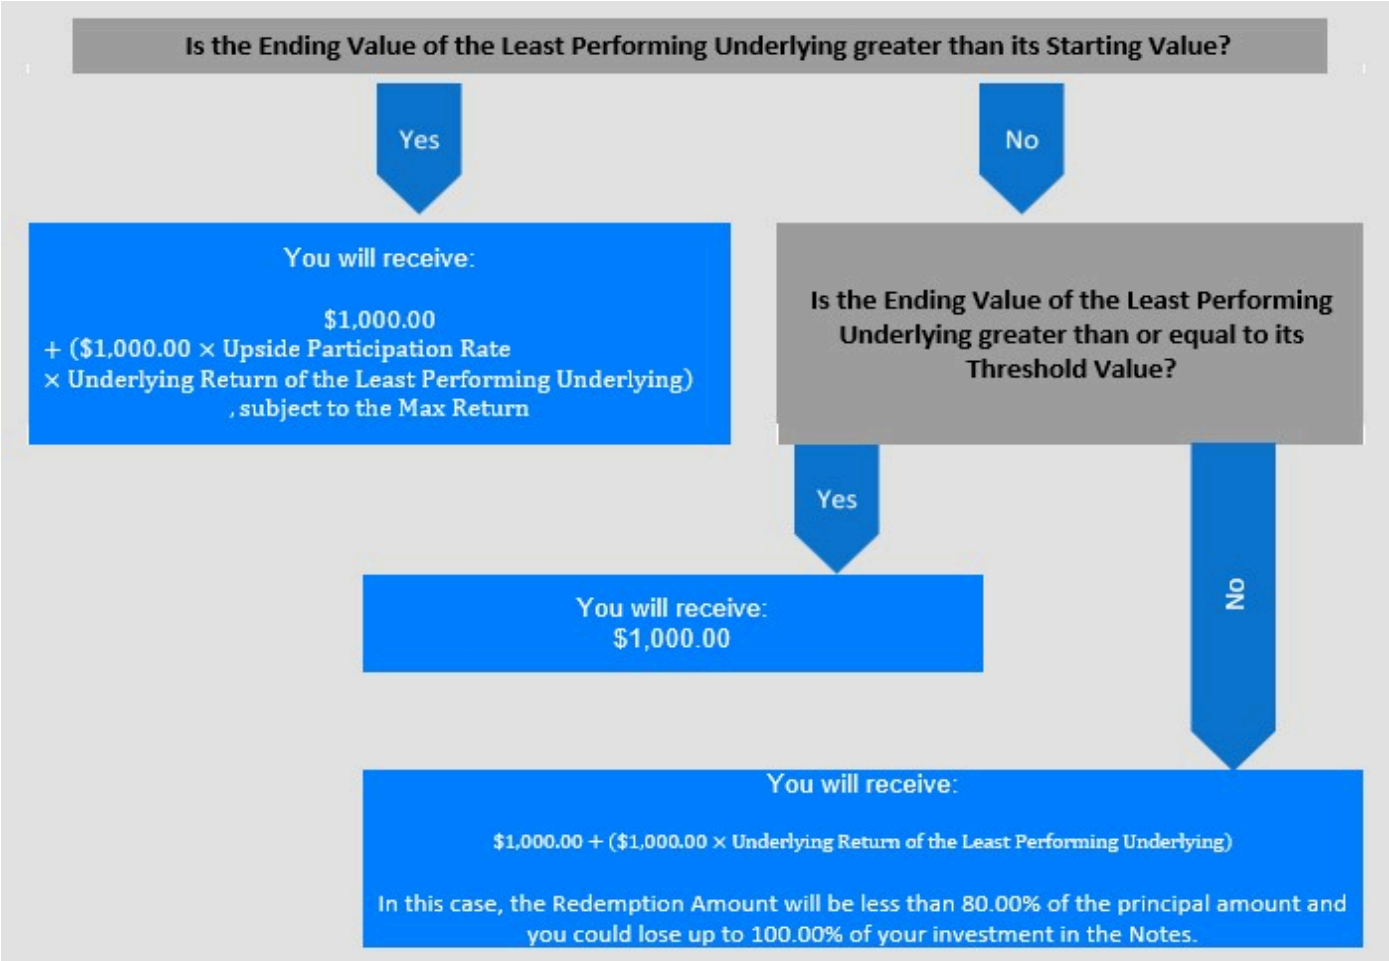 Is the Ending Value of the Least Performing Underlying greater than its Starting Value?
Yes
No
You will receive:
$1,000.00
+ ($1,000.00 × Upside Participation Rate
× Underlying Return of the Least Performing Underlying)
, subject to the Max Return
Is the Ending Value of the Least Performing
Underlying greater than or equal to its
Threshold Value?
Yes
No
You will receive:
$1,000.00
You will receive:
$1,000.00 + ($1,000.00 × Underlying Return of the Least Performing Underlying)
In this case, the Redemption Amount will be less than 80.00% of the principal amount and
you could lose up to 100.00% of your investment in the Notes.